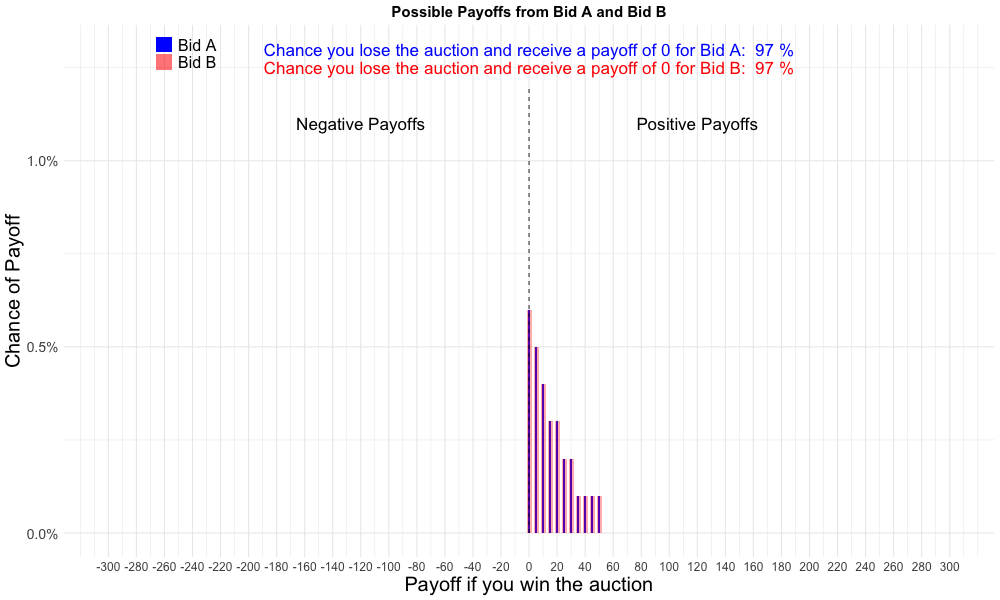 Possible Payoffs from Bid A and Bid B
Bid A
Bid B
Chance you lose the auction and receive a payoff of 0 for Bid A:  97 %
Chance you lose the auction and receive a payoff of 0 for Bid B:  97 %
Negative Payoffs
Positive Payoffs
Chance of Payoff
1.0%
0.5%
0.0%
-300 -280 -260 -240 -220 -200 -180 -160 -140 -120 -100 -80 -60 -40 -20 0 20 40 60 80 100 120 140 160 180 200 220 240 260 280 300
Payoff if you win the auction